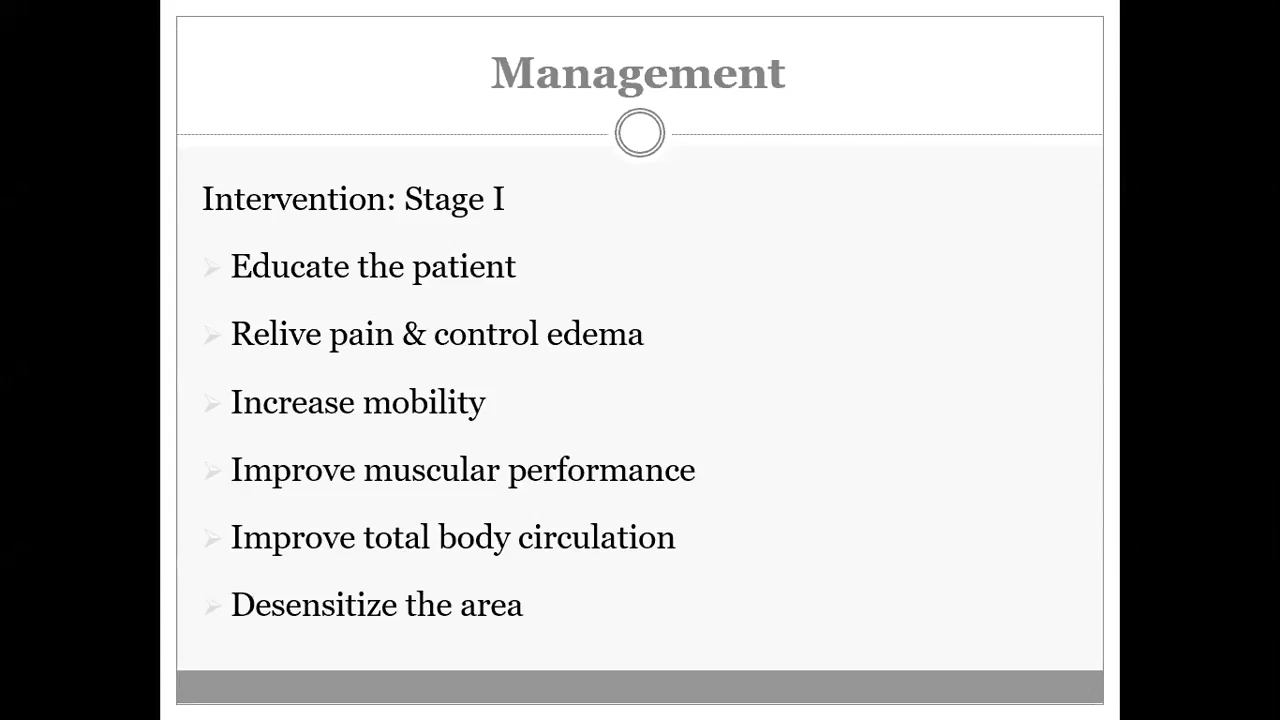 Management
Intervention: Stage I
Educate the patient
Relive pain & control edema
Increase mobility
Improve muscular performance
Improve total body circulation
Desensitize the area